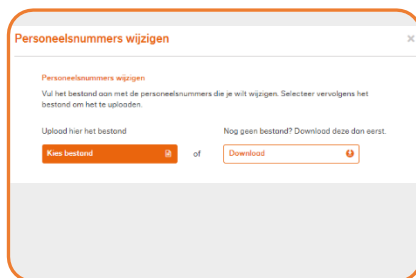 Personeelsnummers wijzigen
Personeelsnummers wijzigen
Vul het bestand aan met de personeelsnummers die je wilt wijzigen. Selecteer vervolgens het
bestand om het te uploaden.
Upload hier het bestand
Nog geen bestand? Download deze dan eerst.
Kies bestand
of
Download